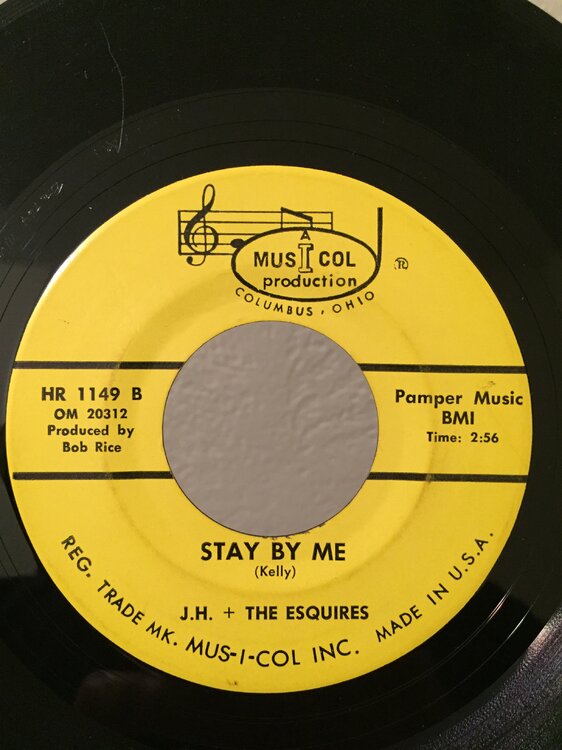 A
MUS I COL
production
®
COLUMBUS, OHIO
HR 1149 B
OM 20312
Produced by
Bob Rice
Pamper Music
BMI
Time: 2:56
STAY BY ME
(Kelly)
J.H. + THE ESQUIRES
REG. TRADE MK. MUS-I-COL INC. MADE IN U.S.A.